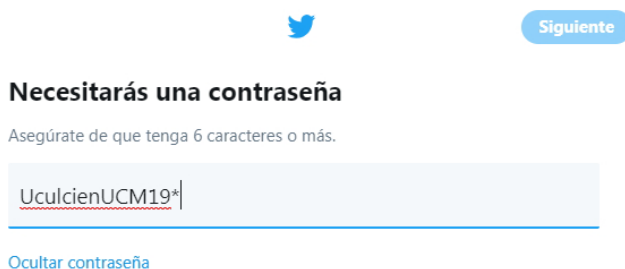 Siguiente
Necesitarás una contraseña
Asegúrate de que tenga 6 caracteres o más.
UculcienUCM19*
Ocultar contraseña